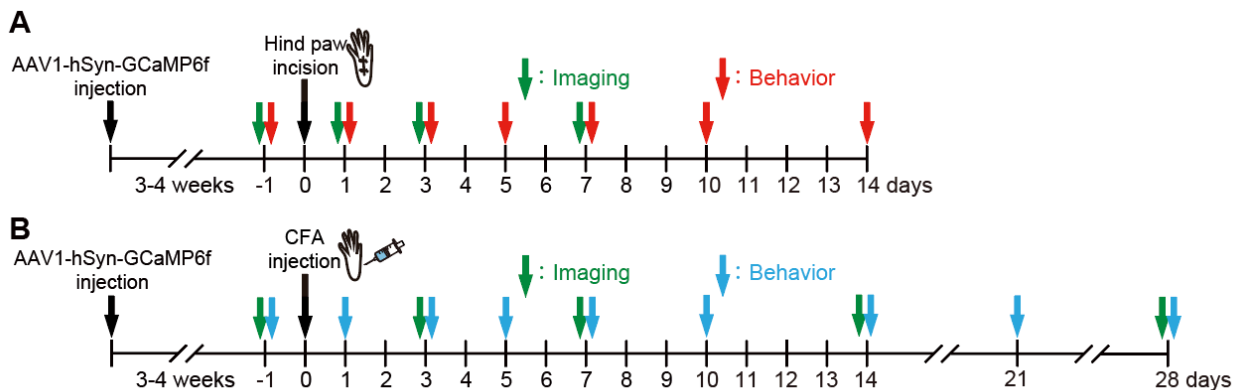 A
AAV1-hSyn-GCaMP6f
injection
Hind paw
incision
: Imaging
: Behavior
3-4 weeks -1 0 1 2 3 4 5 6 7 8 9 10 11 12 13 14 days
B
AAV1-hSyn-GCaMP6f
injection
CFA
injection
: Imaging
: Behavior
3-4 weeks -1 0 1 2 3 4 5 6 7 8 9 10 11 12 13 14 21 28 days